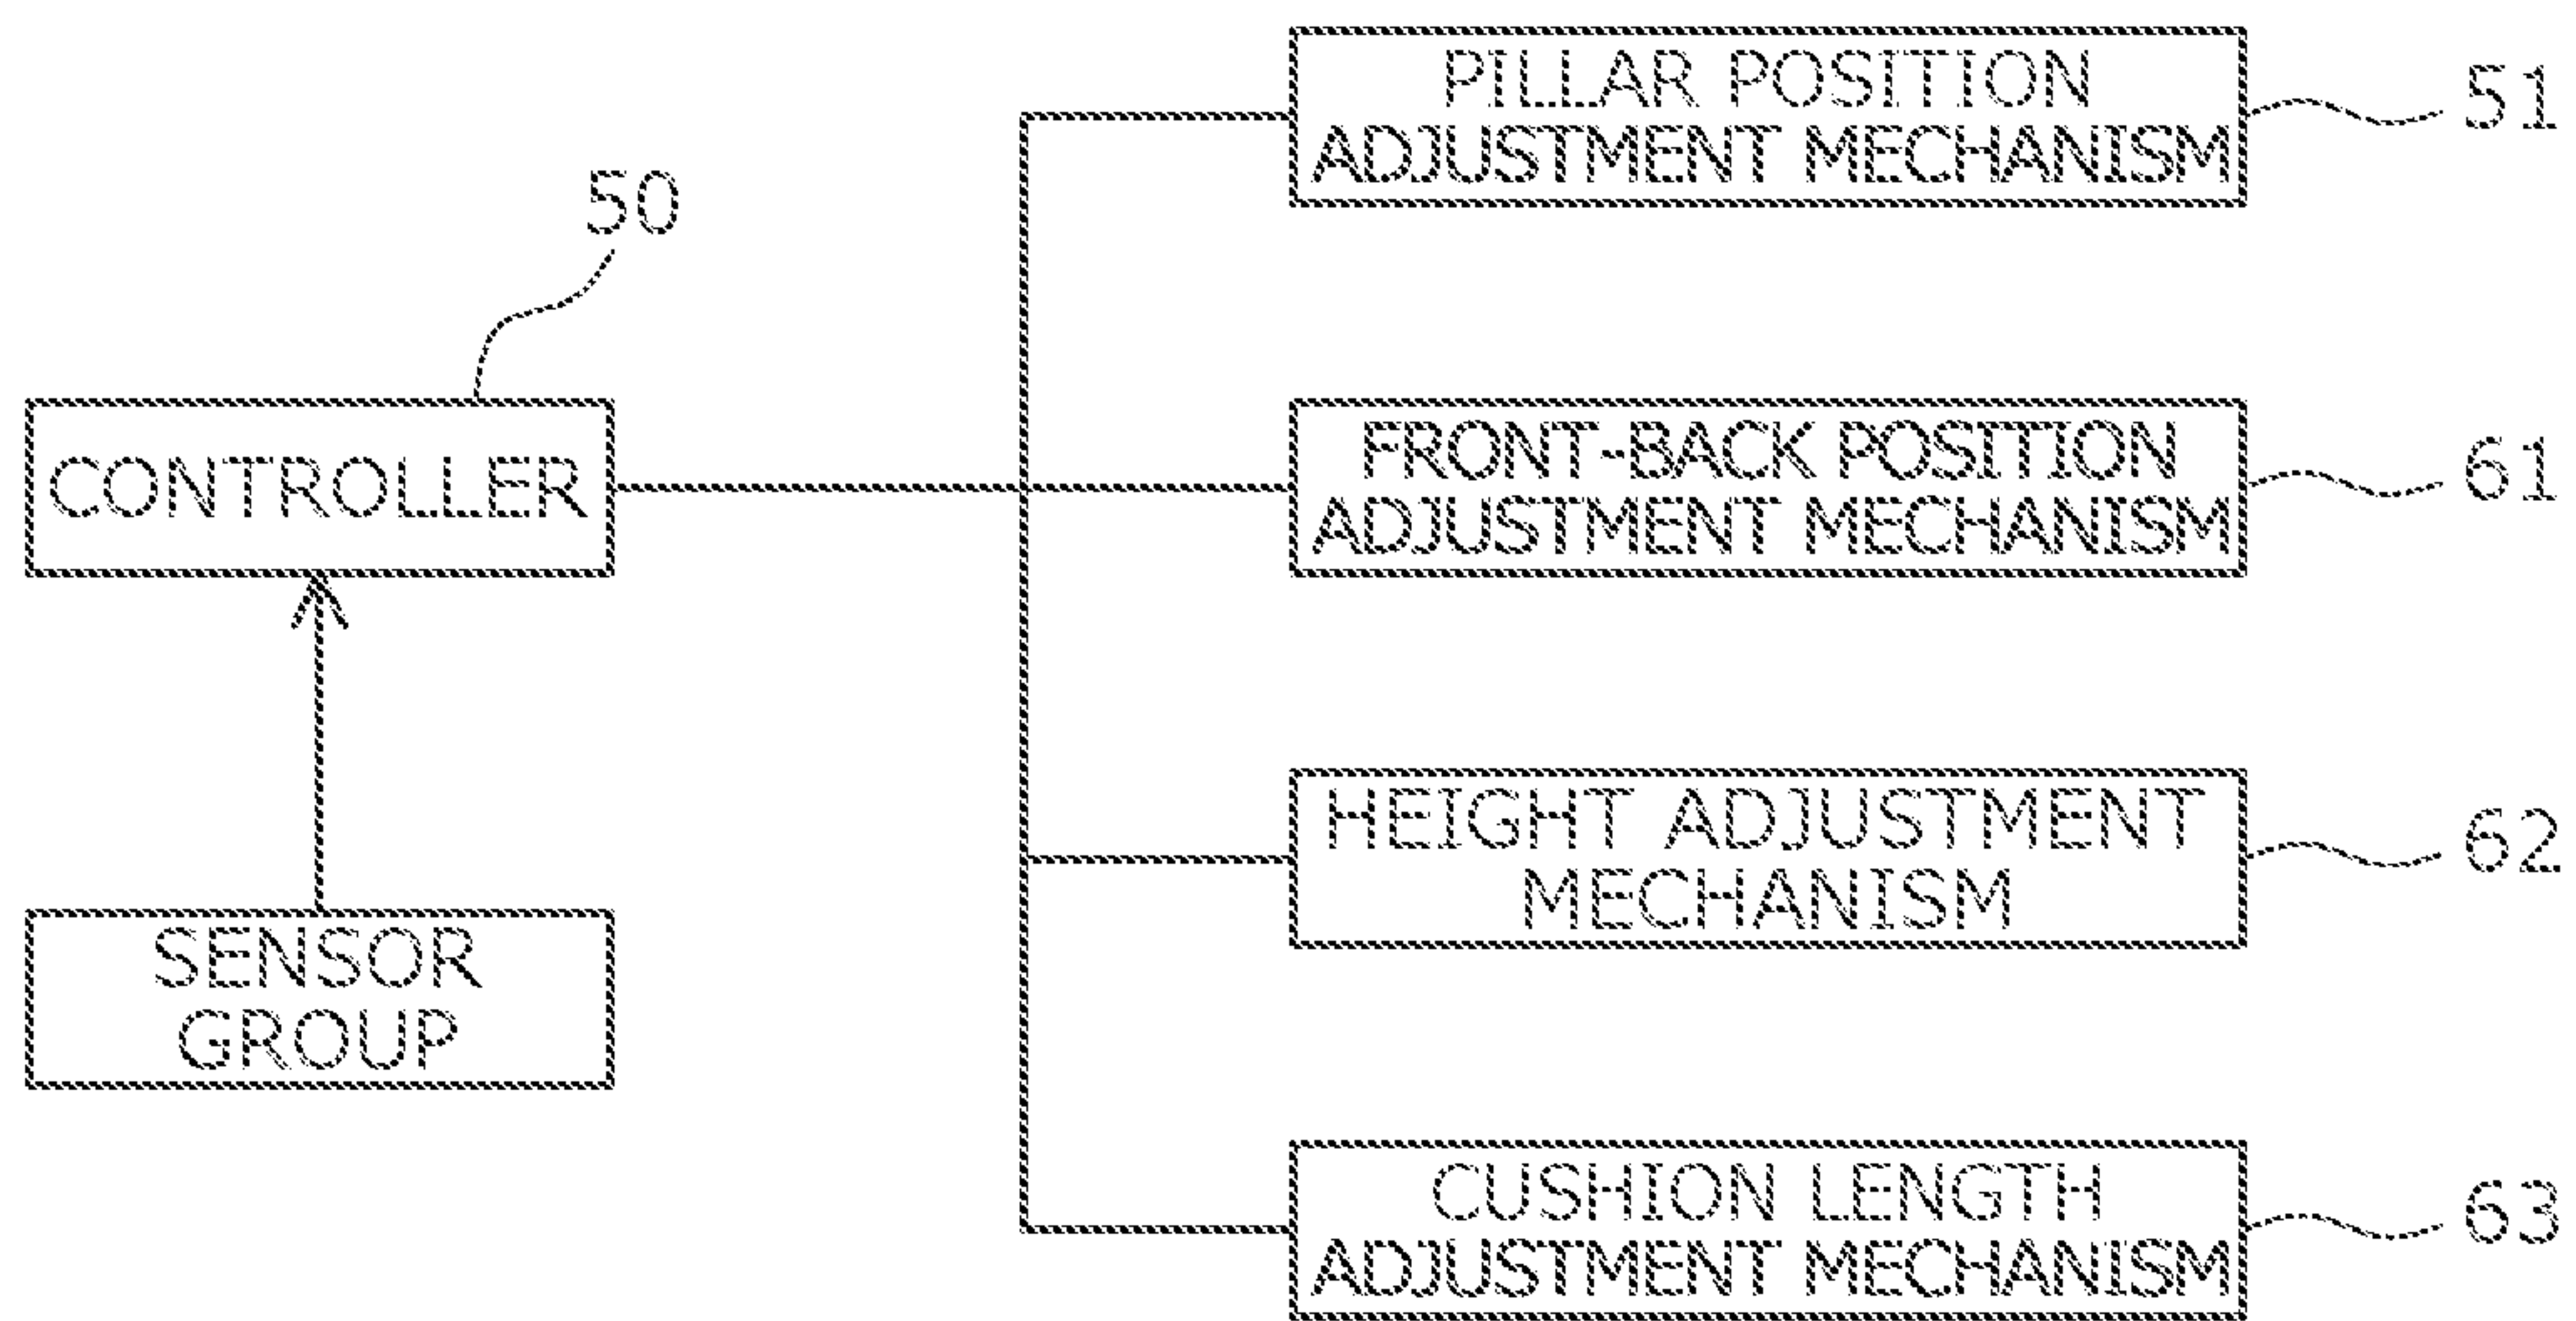 PILLAR POSITION
ADJUSTMENT MECHANISM
51
50
CONTROLLER
FRONT-BACK POSITION
ADJUSTMENT MECHANISM
61
HEIGHT ADJUSTMENT
MECHANISM
62
SENSOR
GROUP
CUSHION LENGTH
ADJUSTMENT MECHANISM
63